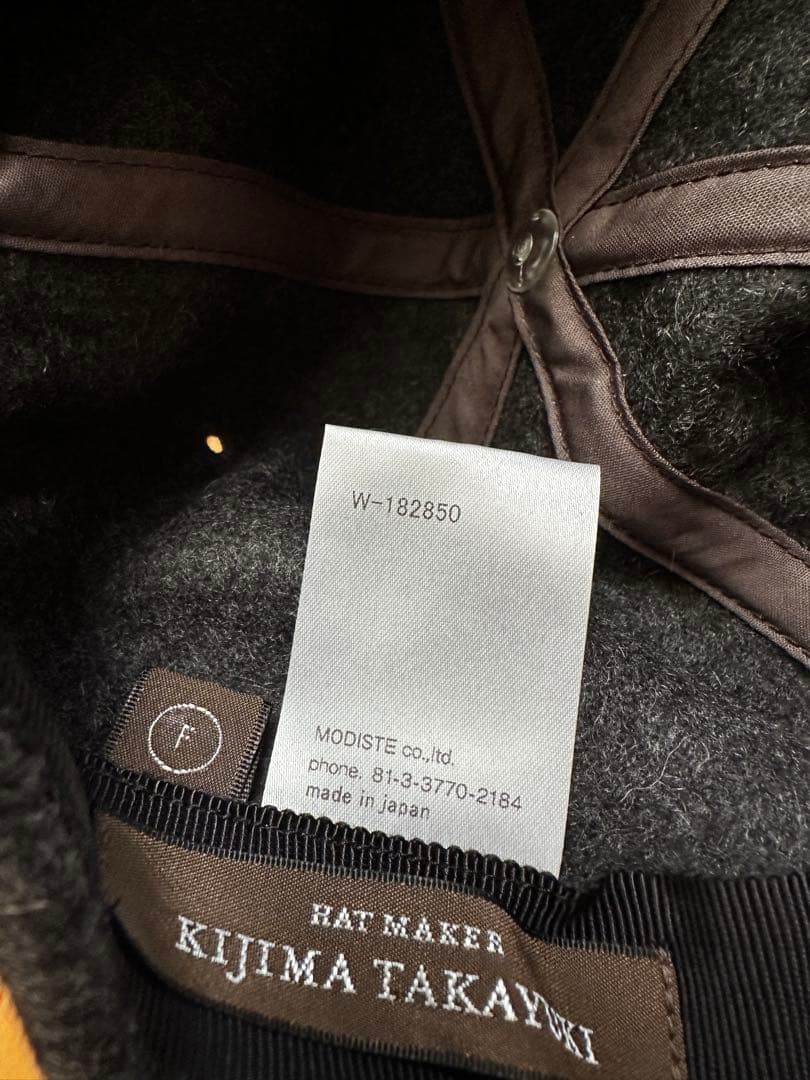 W-182850
F
MODISTE co.,ltd.
phone. 81-3-3770-2184
made in japan
HAT MAKER
KIJIMA TAKAYUKI